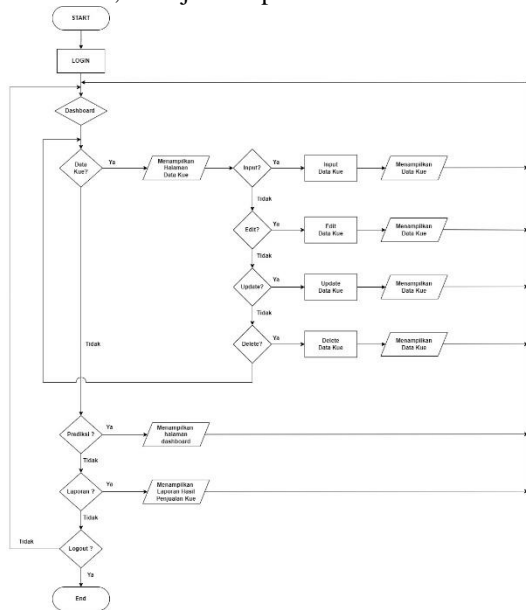 START
LOGIN
Dashboard
Data
Kue?
Ya
Menampilkan
Halaman
Data Kue
Input?
Ya
Input
Data Kue
Menampilkan
Data Kue
Tidak
Edit?
Ya
Edit
Data Kue
Menampilkan
Data Kue
Tidak
Update?
Ya
Update
Data Kue
Menampilkan
Data Kue
Tidak
Delete?
Ya
Delete
Data Kue
Menampilkan
Data Kue
Tidak
Ya
Menampilkan
halaman
dashboard
Tidak
Laporan ?
Ya
Menampilkan
Laporan Hasil
Penjualan Kue
Tidak
Tidak
Logout ?
Ya
End